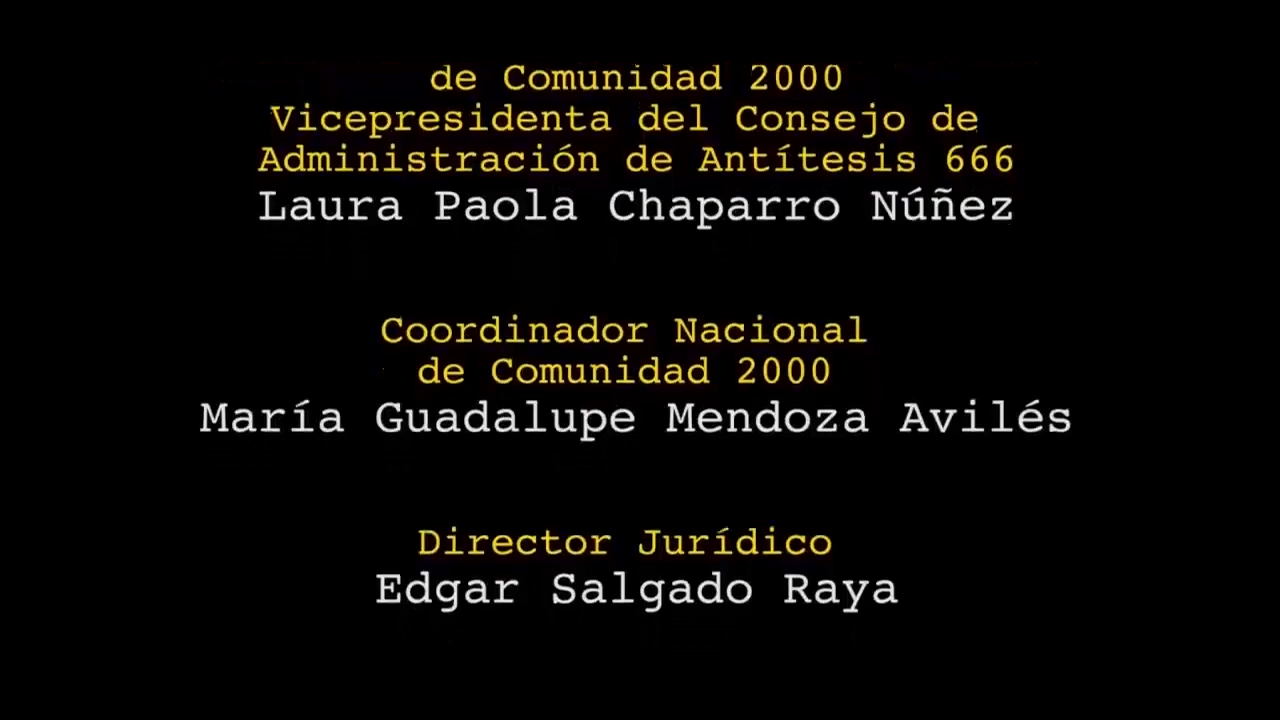 de Comunidad 2000
Vicepresidenta del Consejo de
Administración de Antítesis 666
Laura Paola Chaparro Núñez
Coordinador Nacional
de Comunidad 2000
María Guadalupe Mendoza Avilés
Director Jurídico
Edgar Salgado Raya